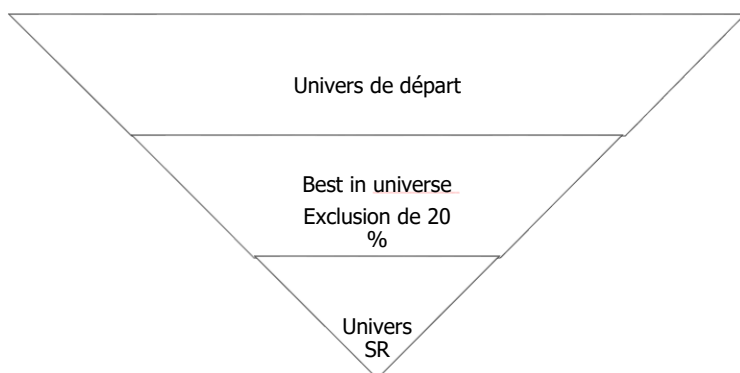 Univers de départ
Best in universe
Exclusion de 20
%
Univers
SR